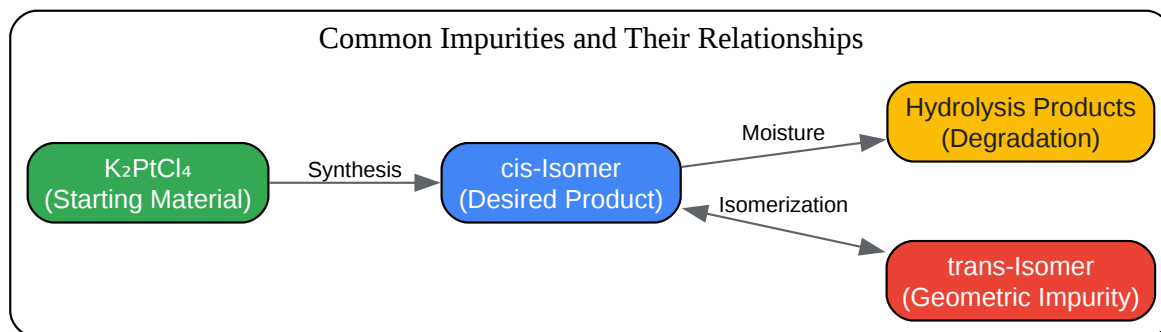 Common Impurities and Their Relationships
K₂PtCl₄
(Starting Material)
Synthesis
cis-Isomer
(Desired Product)
Moisture
Hydrolysis Products
(Degradation)
Isomerization
trans-Isomer
(Geometric Impurity)